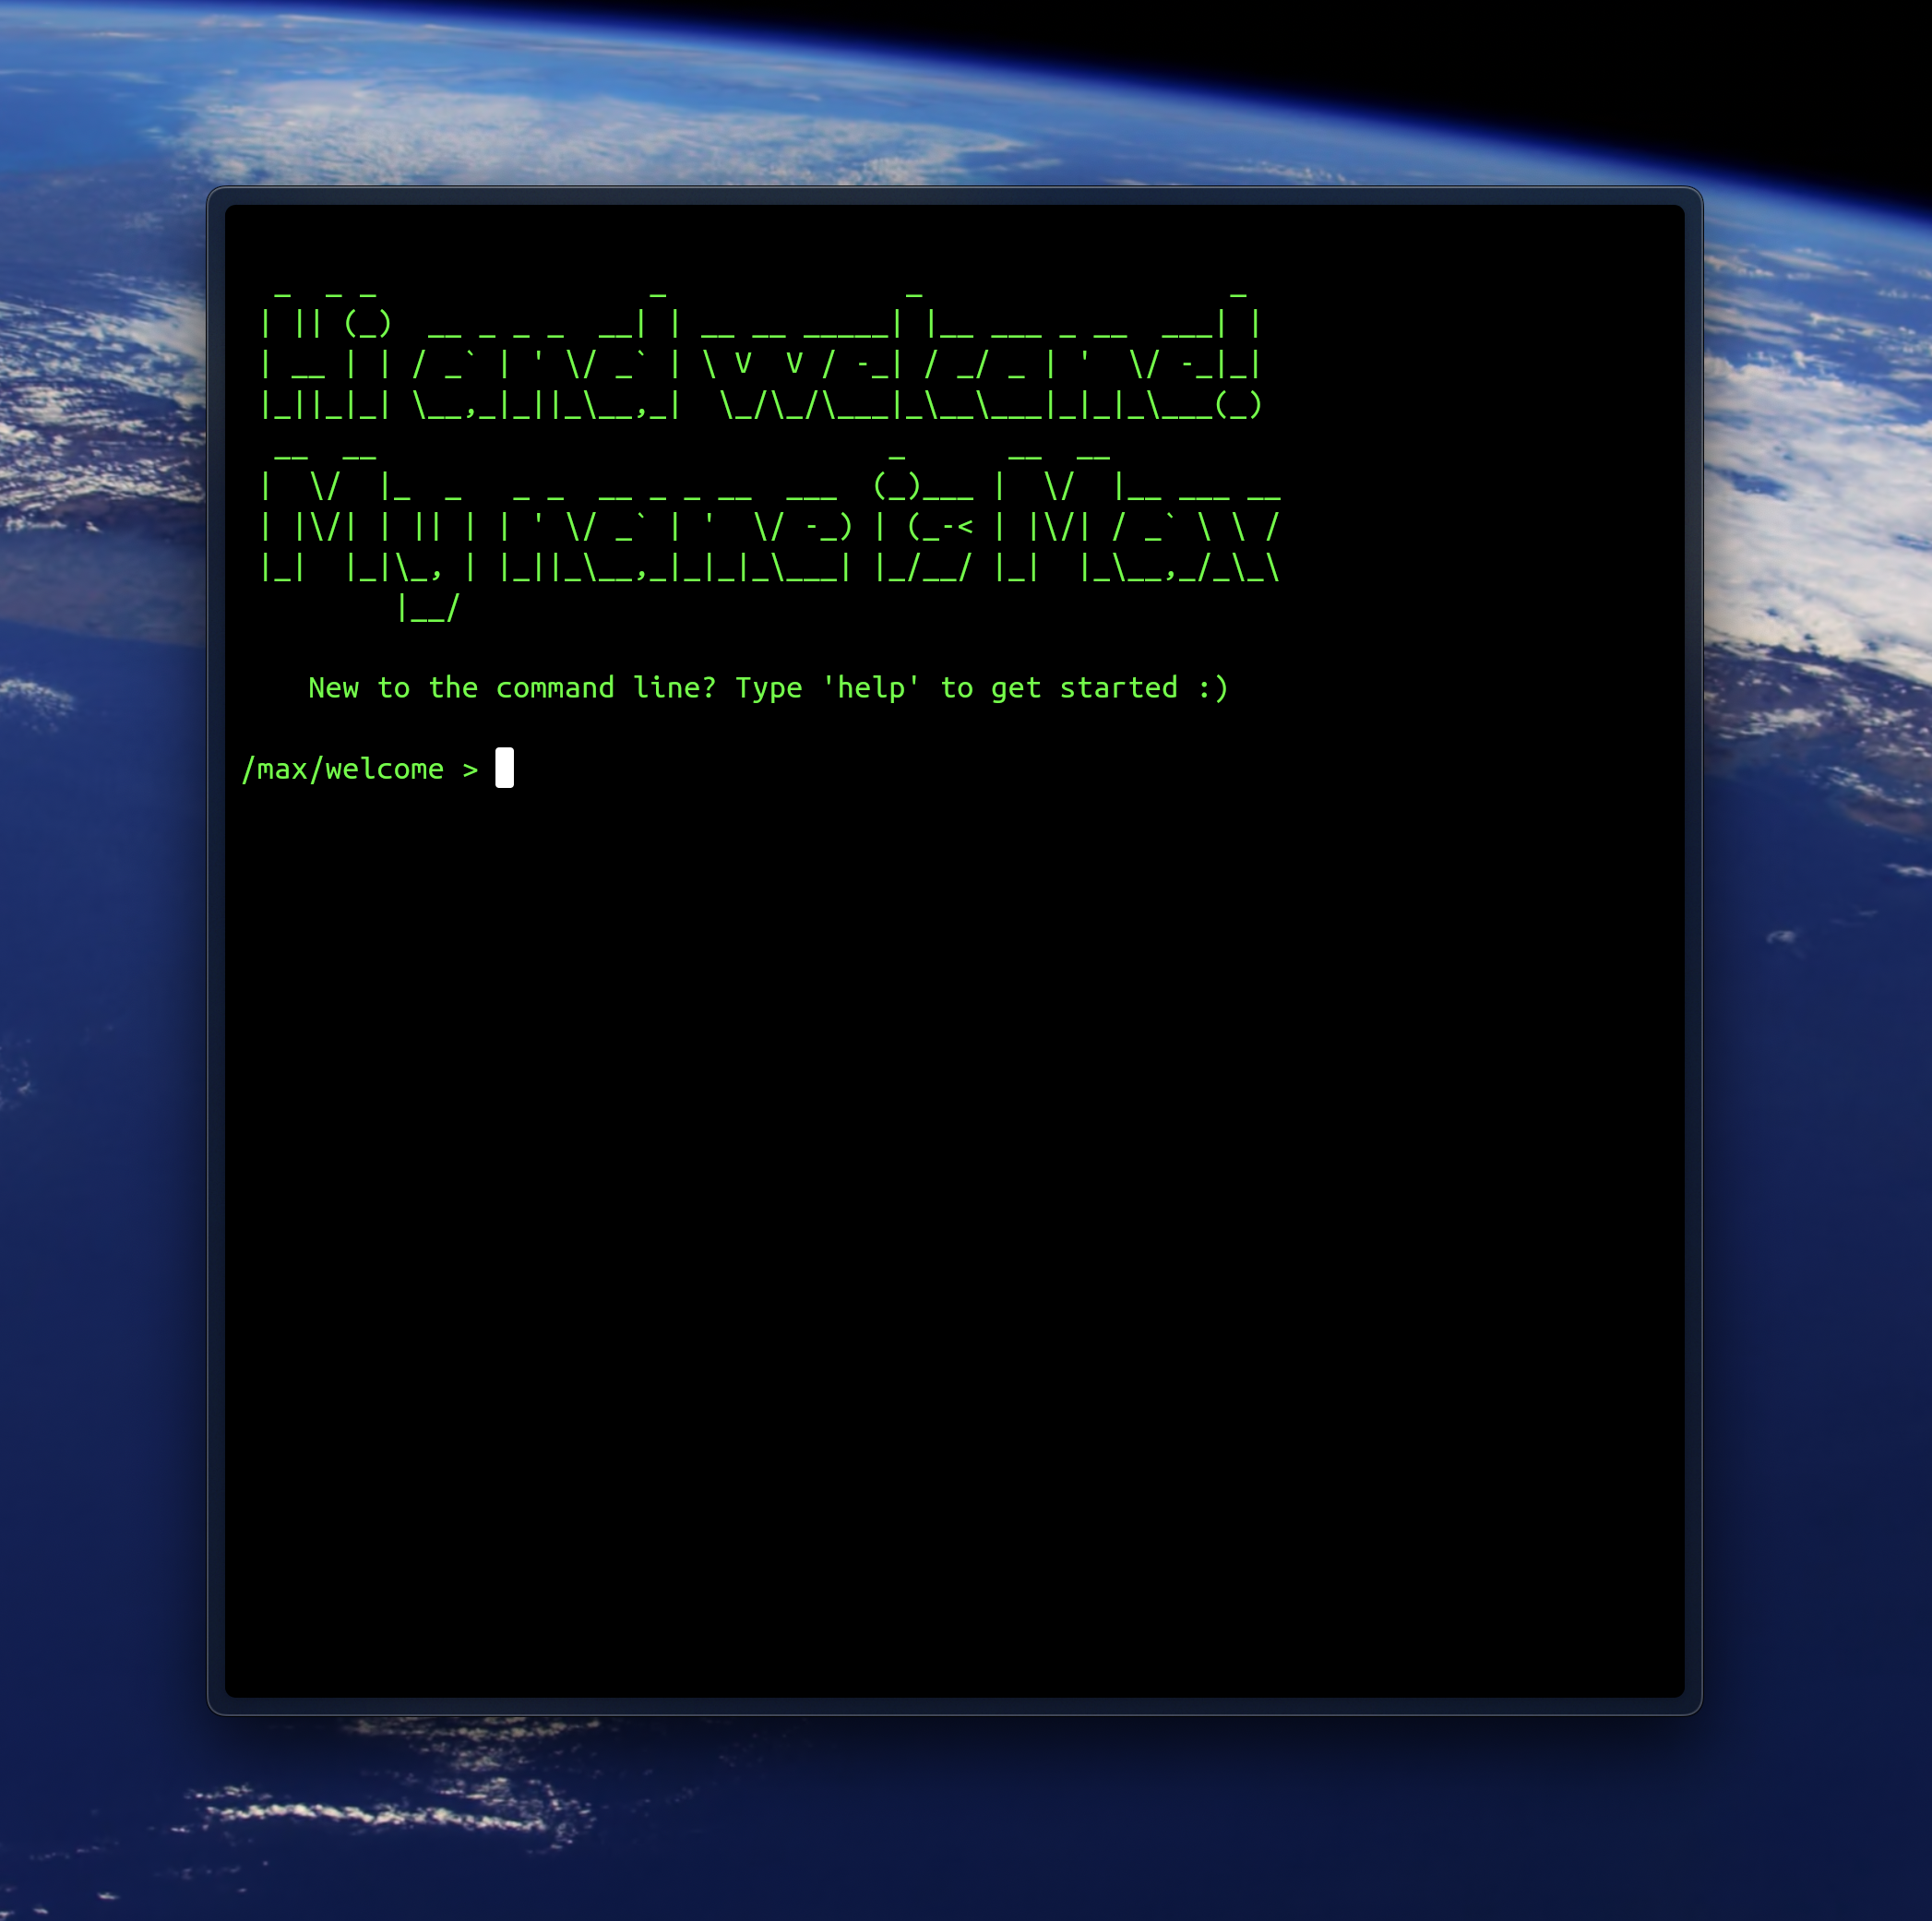 Hi and welcome!
My name is Max
New to the command line? Type 'help' to get started :)
/max/welcome >